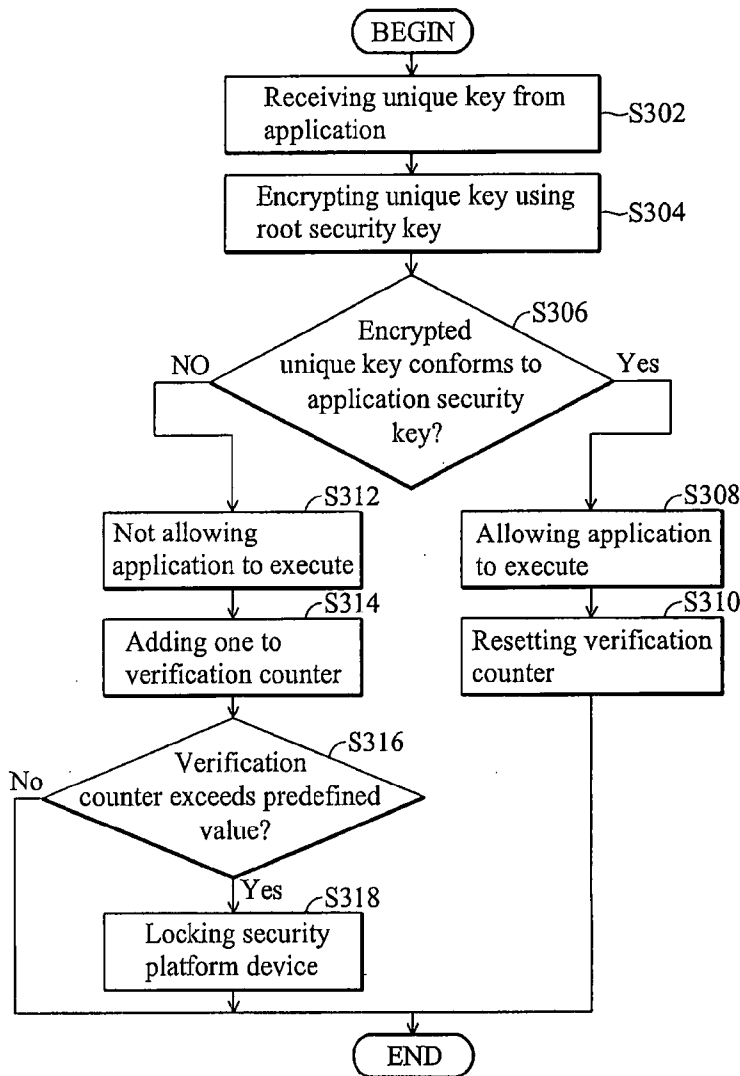 BEGIN
Receiving unique key from
application
S302
Encrypting unique key using
root security key
S304
S306
Encrypted
unique key conforms to
application security
key?
NO
Yes
S312
Not allowing
application to execute
S308
Allowing application
to execute
S314
Adding one to
verification counter
S310
Resetting verification
counter
S316
Verification
counter exceeds predefined
value?
No
Yes
S318
Locking security
platform device
END